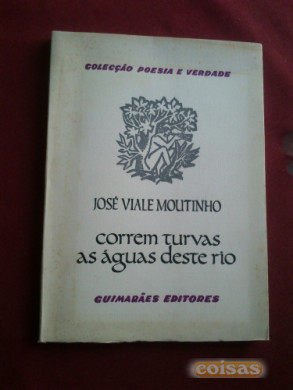 COLECÇÃO POESIA E VERDADE
JOSÉ VIALE MOUTINHO
correm turvas
as águas deste rio
GUIMARÃES EDITORES
coisas